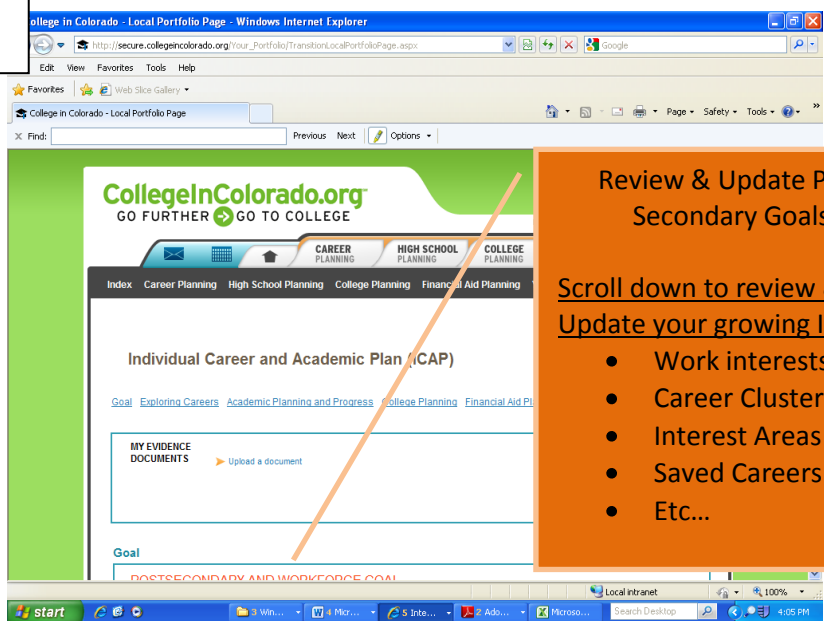 ollege in Colorado - Local Portfolio Page - Windows Internet Explorer
http://secure.collegeincolorado.org/Your_Portfolio/TransitionLocalPortfolioPage.aspx
Google
Edit View Favorites Tools Help
Favorites Web Slice Gallery
College in Colorado - Local Portfolio Page
Page Safety Tools
X Find: Previous Next Options
CollegeInColorado.org
GO FURTHER GO TO COLLEGE
CAREER PLANNING HIGH SCHOOL PLANNING COLLEGE PLANNING
Index Career Planning High School Planning College Planning Financial Aid Planning
Individual Career and Academic Plan (ICAP)
Goal Exploring Careers Academic Planning and Progress College Planning Financial Aid Pl
MY EVIDENCE
DOCUMENTS
Upload a document
Goal
POSTSECONDARY AND WORKFORCE GOAL
Review & Update P
Secondary Goals
Scroll down to review
Update your growing I
• Work interests
• Career Cluster
• Interest Areas
• Saved Careers
• Etc…
Local intranet 100%
start 3 Win... 4 Micr... 5 Inte... 2 Ado... Microso... Search Desktop 4:05 PM